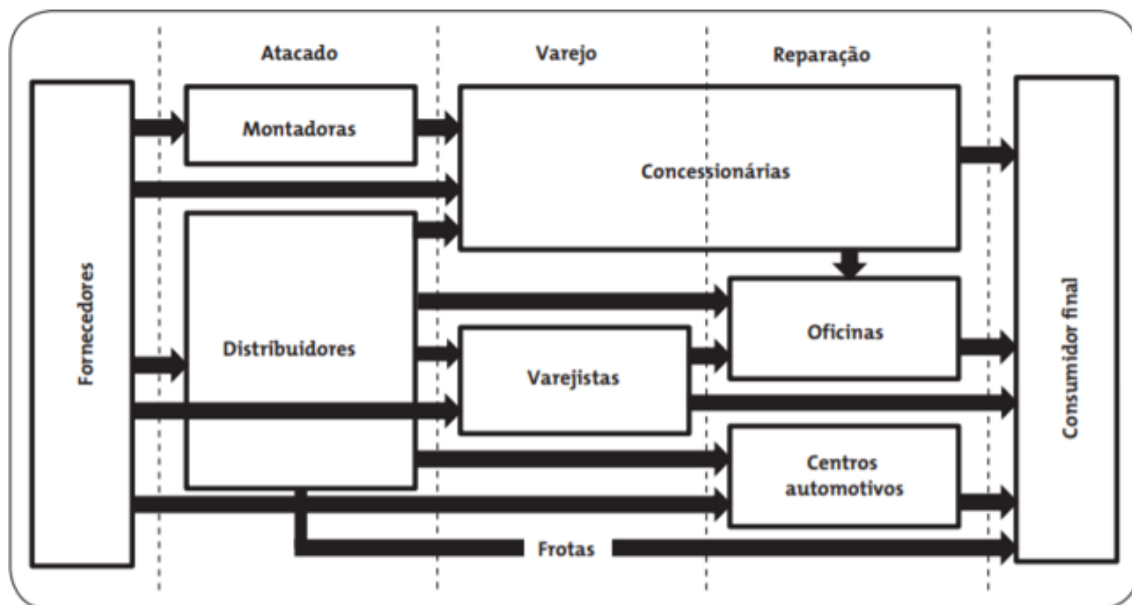 Atacado
Varejo
Reparação
Fornecedores
Montadoras
Concessionárias
Distribuidores
Varejistas
Oficinas
Centros
automotivos
Frotas
Consumidor final